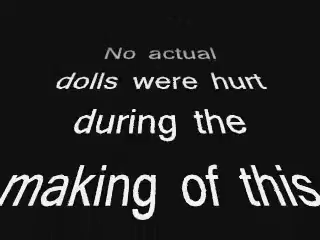 No actual
dolls were hurt
during the
making of this